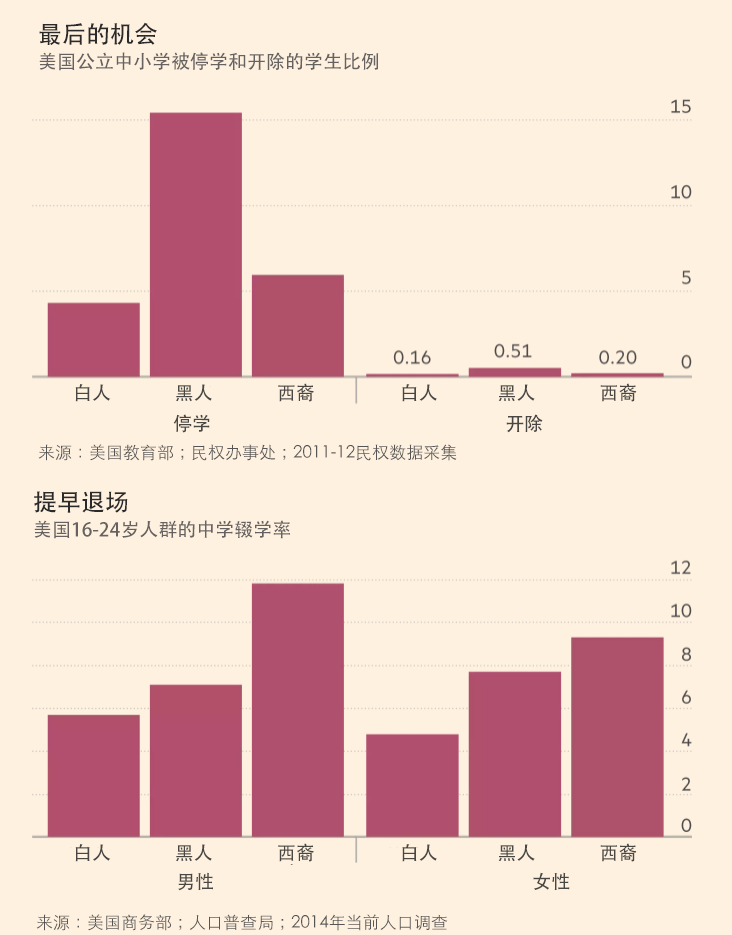 最后的机会
美国公立中小学被停学和开除的学生比例
15
10
5
0
0.16
0.51
0.20
白人 黑人 西裔 白人 黑人 西裔
停学 开除
来源：美国教育部；民权办事处；2011-12民权数据采集
提早退场
美国16-24岁人群的中学辍学率
12
10
8
6
4
2
0
白人 黑人 西裔 白人 黑人 西裔
男性 女性
来源：美国商务部；人口普查局；2014年当前人口调查